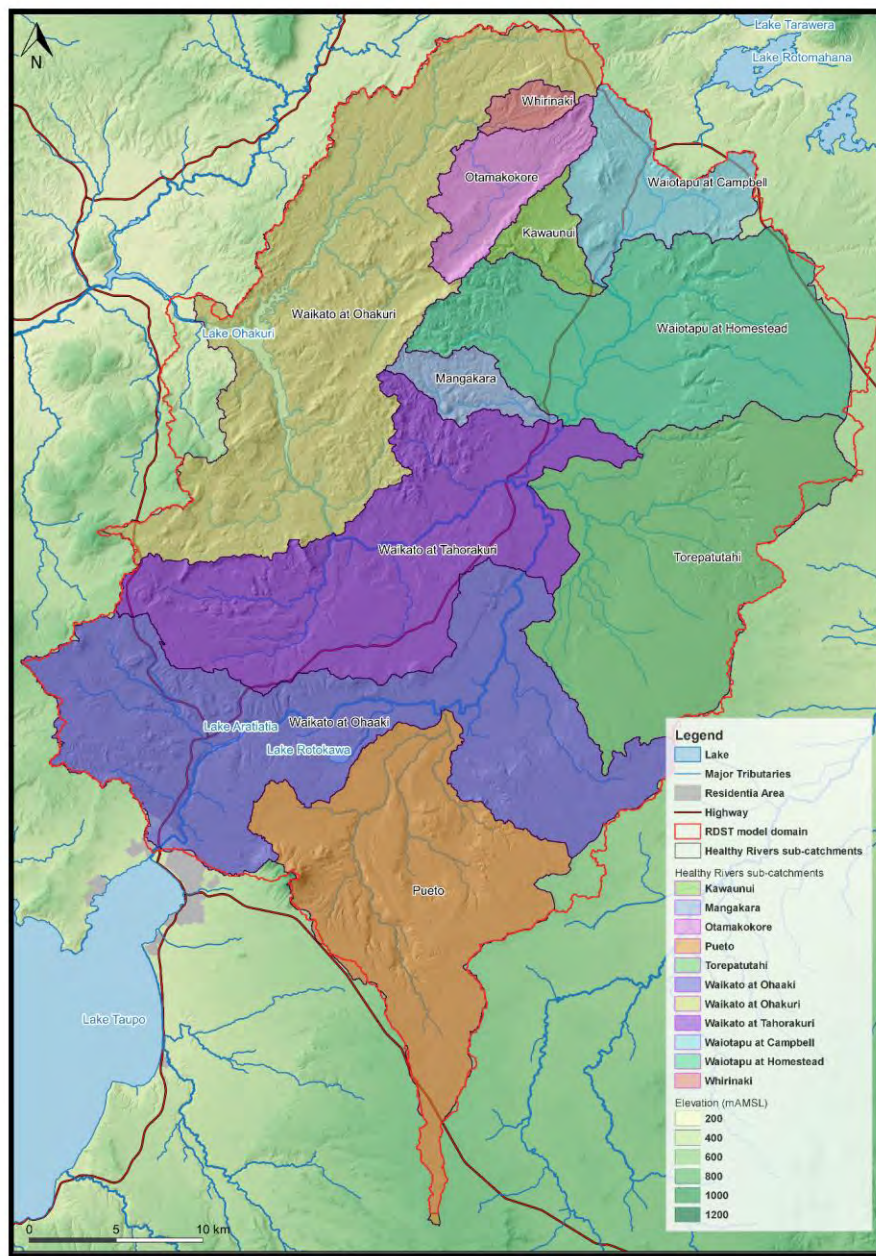 N
Lake Tarawera
Lake Rotomahana
Whirinaki
Otamakokore
Waiotapu at Campbell
Kawaunui
Waikato at Ohakuri
Lake Ohakuri
Waiotapu at Homestead
Mangakara
Waikato at Tahorakuri
Torepatutahi
Lake Aratiatia
Waikato at Ohaaki
Lake Rotokawa
Pueto
Lake Taupo
Legend
Lake
Major Tributaries
Residentia Area
Highway
RDST model domain
Healthy Rivers sub-catchments
Healthy Rivers sub-catchments
Kawaunui
Mangakara
Otamakokore
Pueto
Torepatutahi
Waikato at Ohaaki
Waikato at Ohakuri
Waikato at Tahorakuri
Waiotapu at Campbell
Waiotapu at Homestead
Whirinaki
Elevation (mAMSL)
200
400
600
800
1000
1200
0 5 10 km